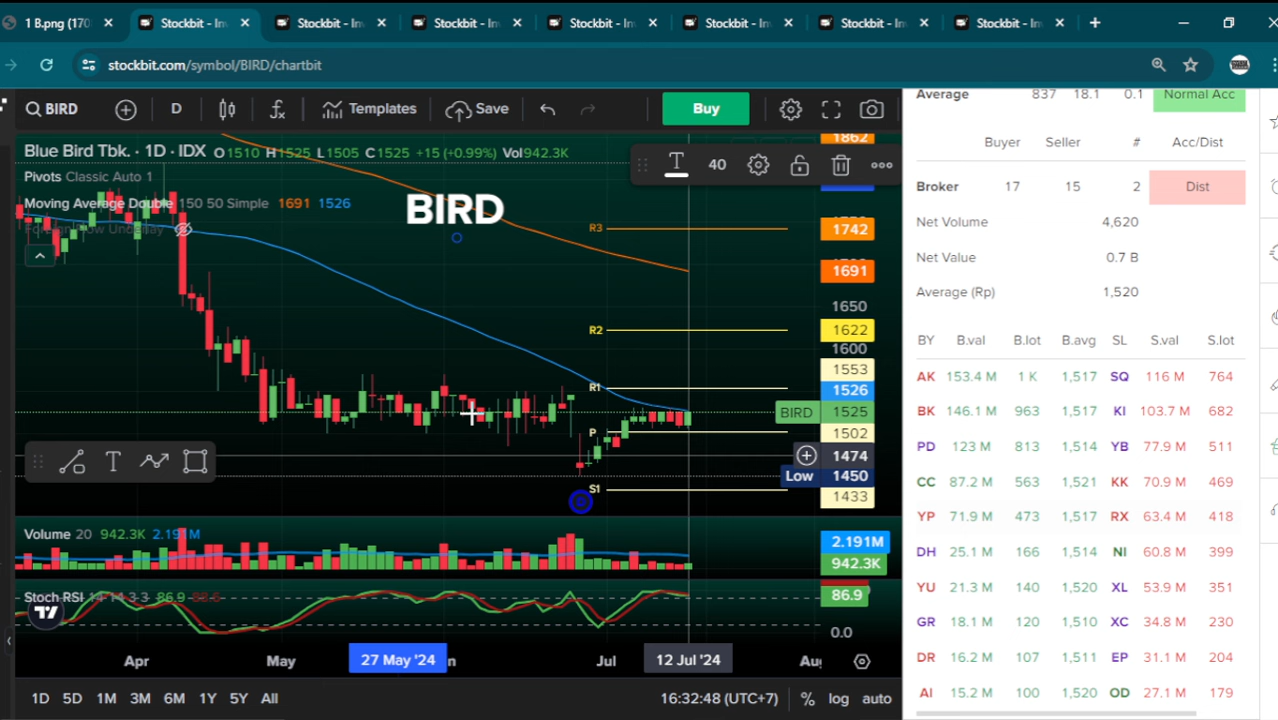 1 B.png (170
Stockbit - In
Stockbit - In
Stockbit - In
Stockbit - In
Stockbit - In
Stockbit - In
Stockbit - In
stockbit.com/symbol/BIRD/chartbit
BIRD
D
Templates
Save
Buy
Blue Bird Tbk. · 1D · IDX O1510 H1525 L1505 C1525 +15 (+0.99%) Vol942.3K
Pivots Classic Auto 1
Moving Average Double 150 50 Simple 1691 1526
Foreign Flow Underlay
T 40
BIRD
R3
R2
R1
P
S1
1862
1742
1691
1650
1622
1600
1553
1526
BIRD 1525
1502
1474
Low 1450
1433
Volume 20 942.3K 2.191M
2.191M
942.3K
Stoch RSI 14 14 3 3 86.9
86.9
0.0
Apr May 27 May '24 n Jul 12 Jul '24 Au
1D 5D 1M 3M 6M 1Y 5Y All
16:32:48 (UTC+7) % log auto
Average 837 18.1 0.1 Normal Acc
Buyer Seller # Acc/Dist
Broker 17 15 2 Dist
Net Volume 4,620
Net Value 0.7 B
Average (Rp) 1,520
BY B.val B.lot B.avg SL S.val S.lot
AK 153.4 M 1 K 1,517 SQ 116 M 764
BK 146.1 M 963 1,517 KI 103.7 M 682
PD 123 M 813 1,514 YB 77.9 M 511
CC 87.2 M 563 1,521 KK 70.9 M 469
YP 71.9 M 473 1,517 RX 63.4 M 418
DH 25.1 M 166 1,514 NI 60.8 M 399
YU 21.3 M 140 1,520 XL 53.9 M 351
GR 18.1 M 120 1,510 XC 34.8 M 230
DR 16.2 M 107 1,511 EP 31.1 M 204
AI 15.2 M 100 1,520 OD 27.1 M 179